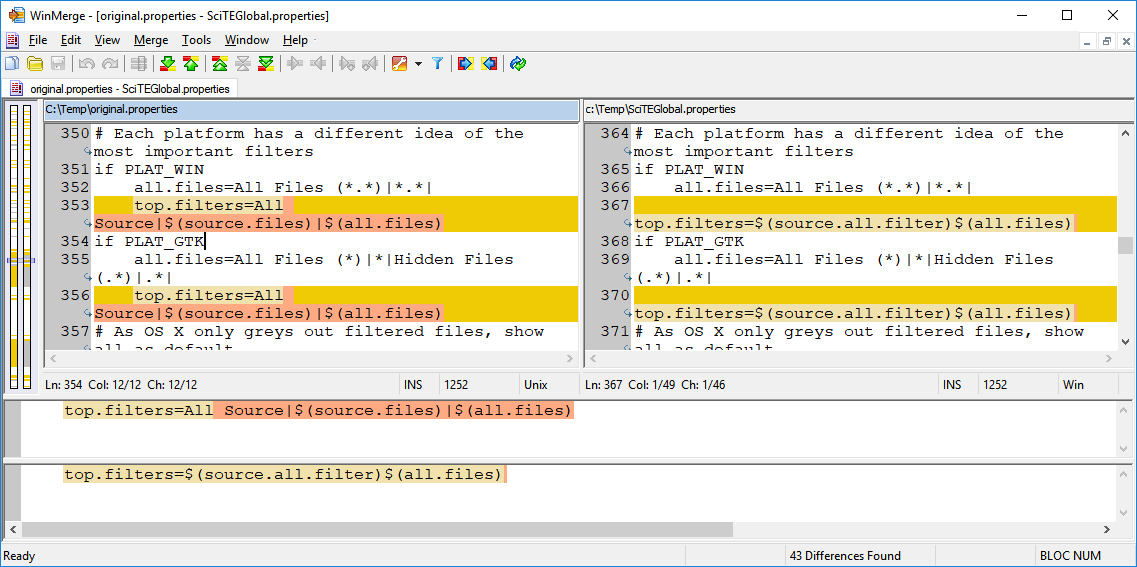 WinMerge - [original.properties - SciTEGlobal.properties]
File Edit View Merge Tools Window Help
original.properties - SciTEGlobal.properties
C:\Temp\original.properties
350 # Each platform has a different idea of the
most important filters
351 if PLAT_WIN
352 all.files=All Files (*.*)|*.*|
353 top.filters=All
Source|$(source.files)|$(all.files)
354 if PLAT_GTK
355 all.files=All Files (*)|*|Hidden Files
(.*)|.*|
356 top.filters=All
Source|$(source.files)|$(all.files)
357 # As OS X only greys out filtered files, show
all as default
Ln: 354 Col: 12/12 Ch: 12/12 INS 1252 Unix
c:\Temp\SciTEGlobal.properties
364 # Each platform has a different idea of the
most important filters
365 if PLAT_WIN
366 all.files=All Files (*.*)|*.*|
367
top.filters=$(source.all.filter)$(all.files)
368 if PLAT_GTK
369 all.files=All Files (*)|*|Hidden Files
(.*)|.*|
370
top.filters=$(source.all.filter)$(all.files)
371 # As OS X only greys out filtered files, show
all as default
Ln: 367 Col: 1/49 Ch: 1/46 INS 1252 Win
top.filters=All Source|$(source.files)|$(all.files)
top.filters=$(source.all.filter)$(all.files)
Ready 43 Differences Found BLOC NUM